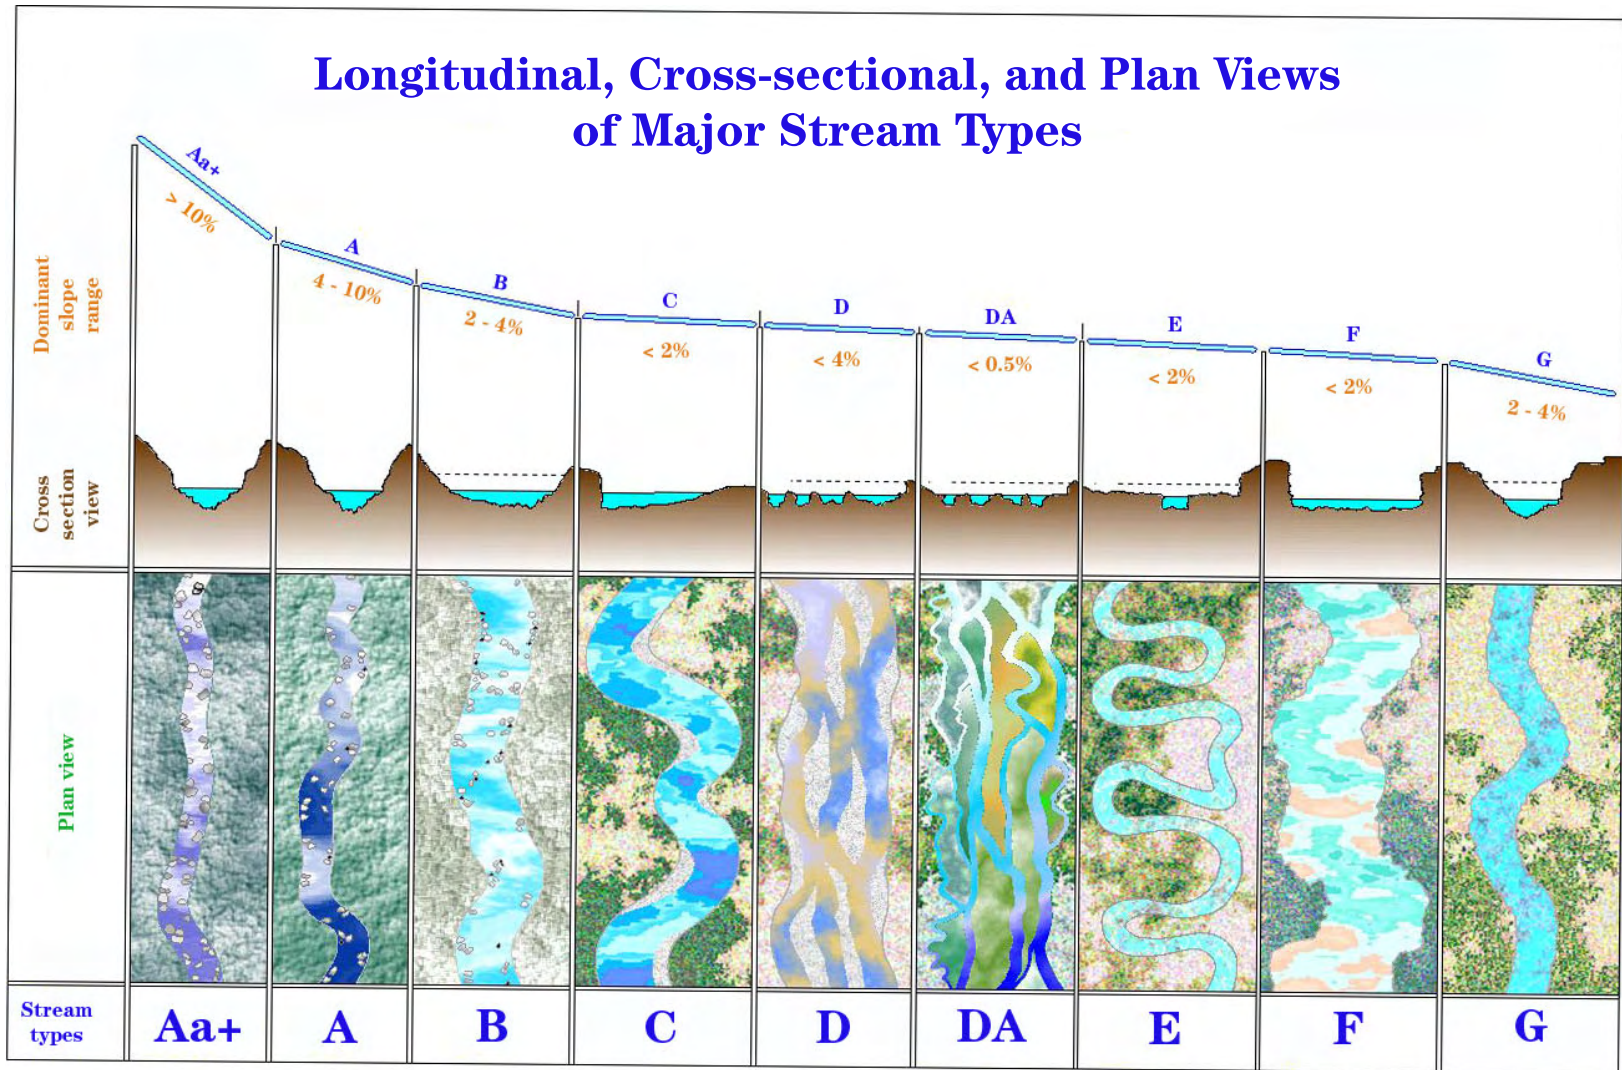 Longitudinal, Cross-sectional, and Plan Views
of Major Stream Types
Aa+
> 10%
A
4 - 10%
B
2 - 4%
C
< 2%
D
< 4%
DA
< 0.5%
E
< 2%
F
< 2%
G
2 - 4%
Dominant
slope
range
Cross
section
view
Plan view
Stream
types
Aa+
A
B
C
D
DA
E
F
G